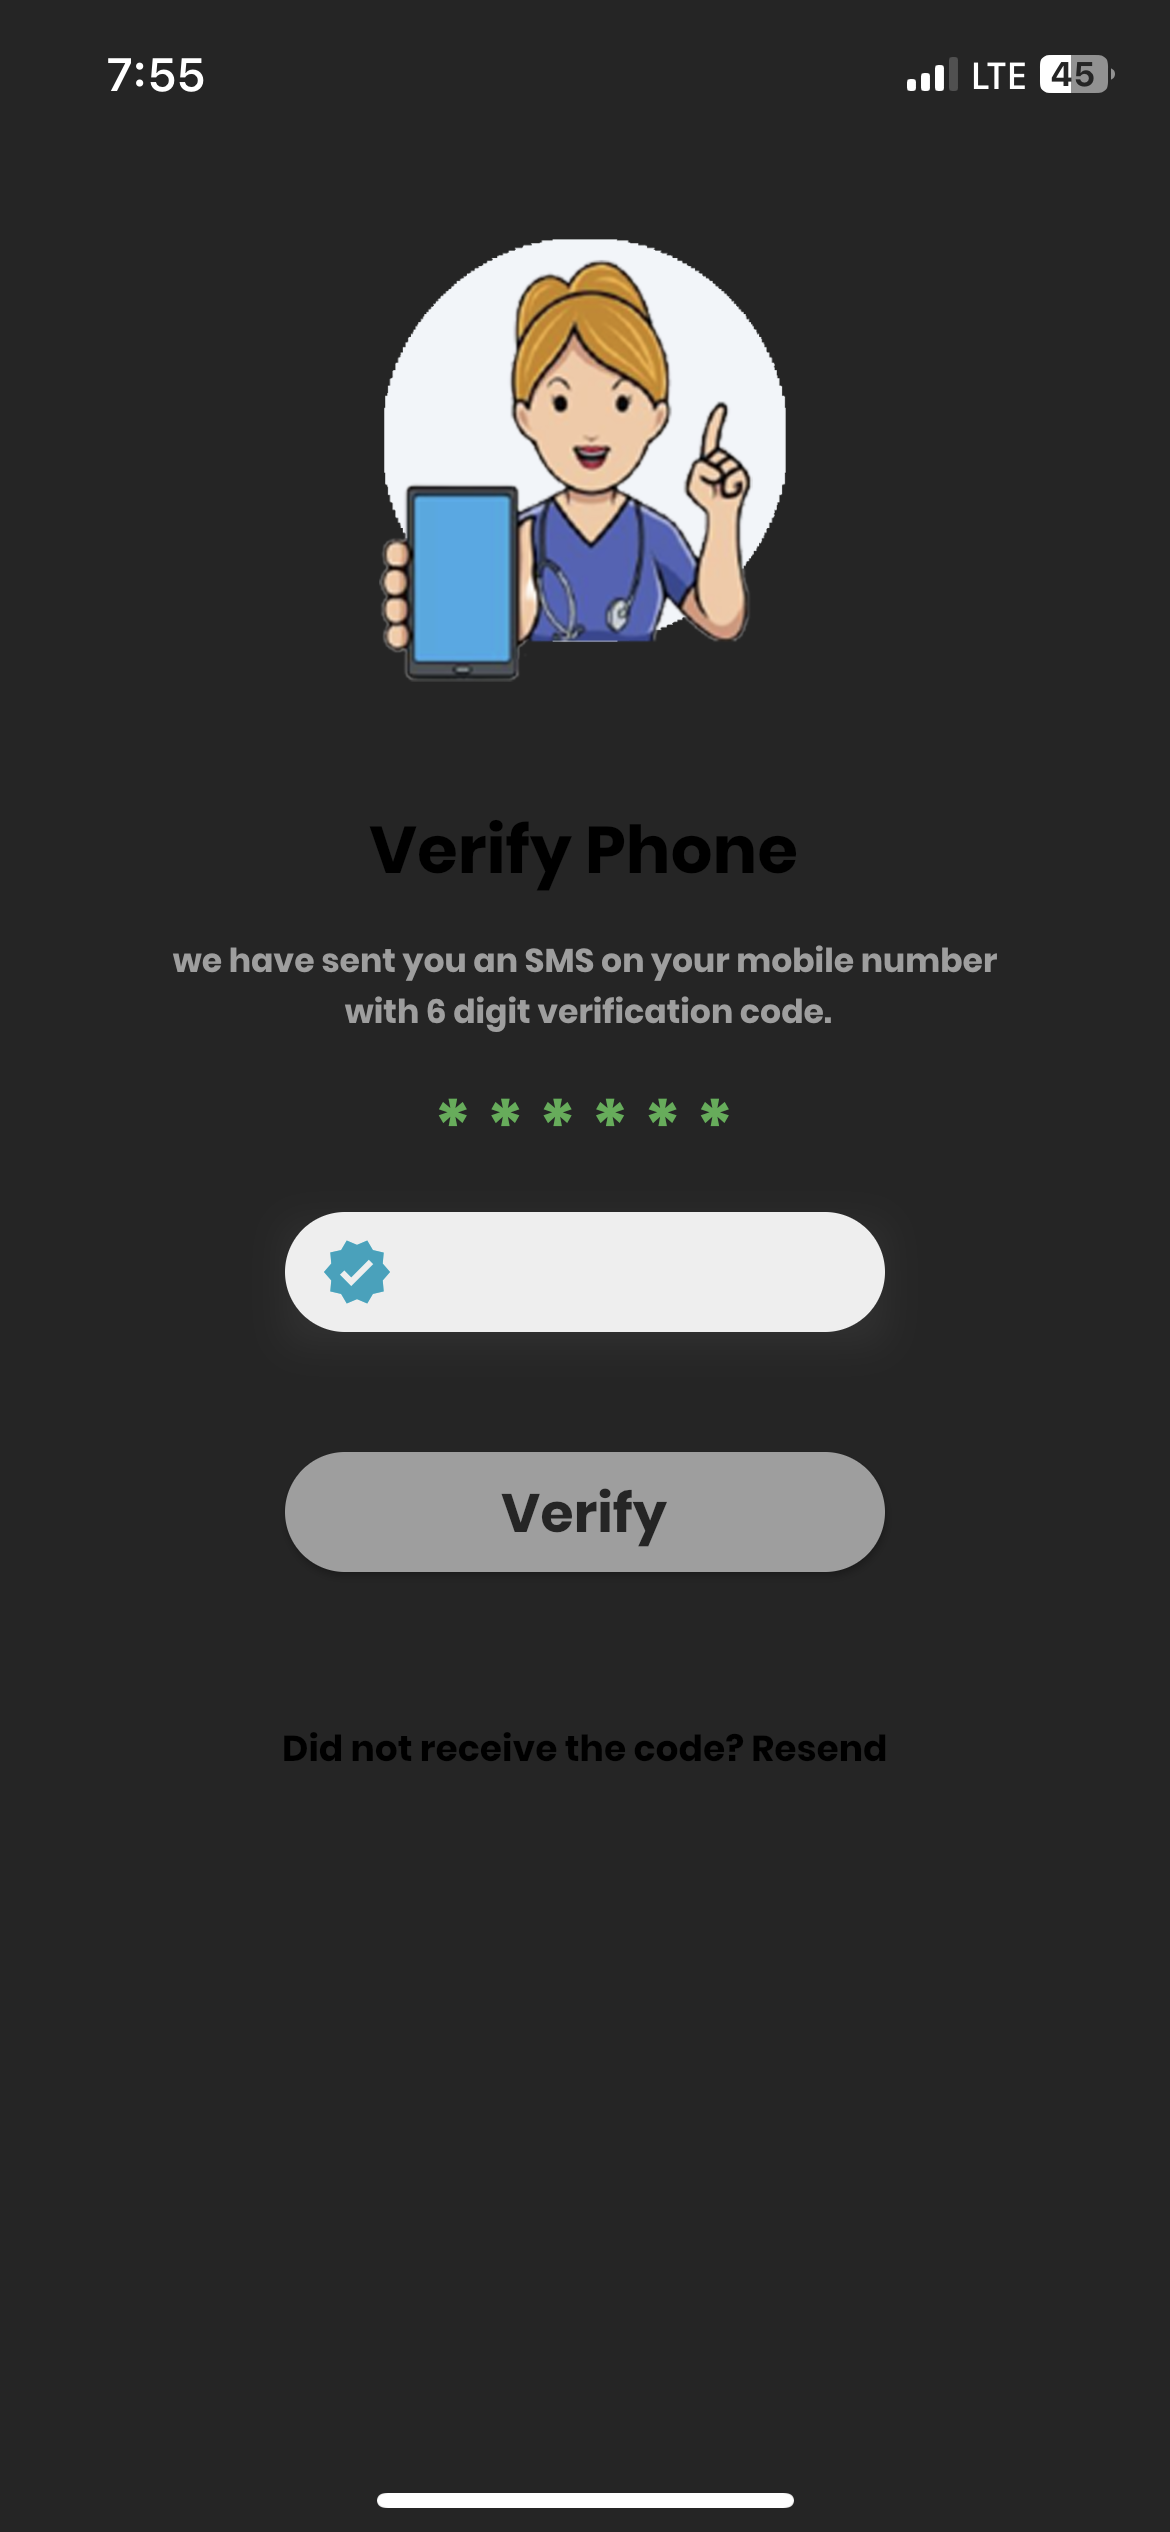 7:55 LTE 45
Verify Phone
we have sent you an SMS on your mobile number
with 6 digit verification code.
* * * * * *
Verify
Did not receive the code? Resend